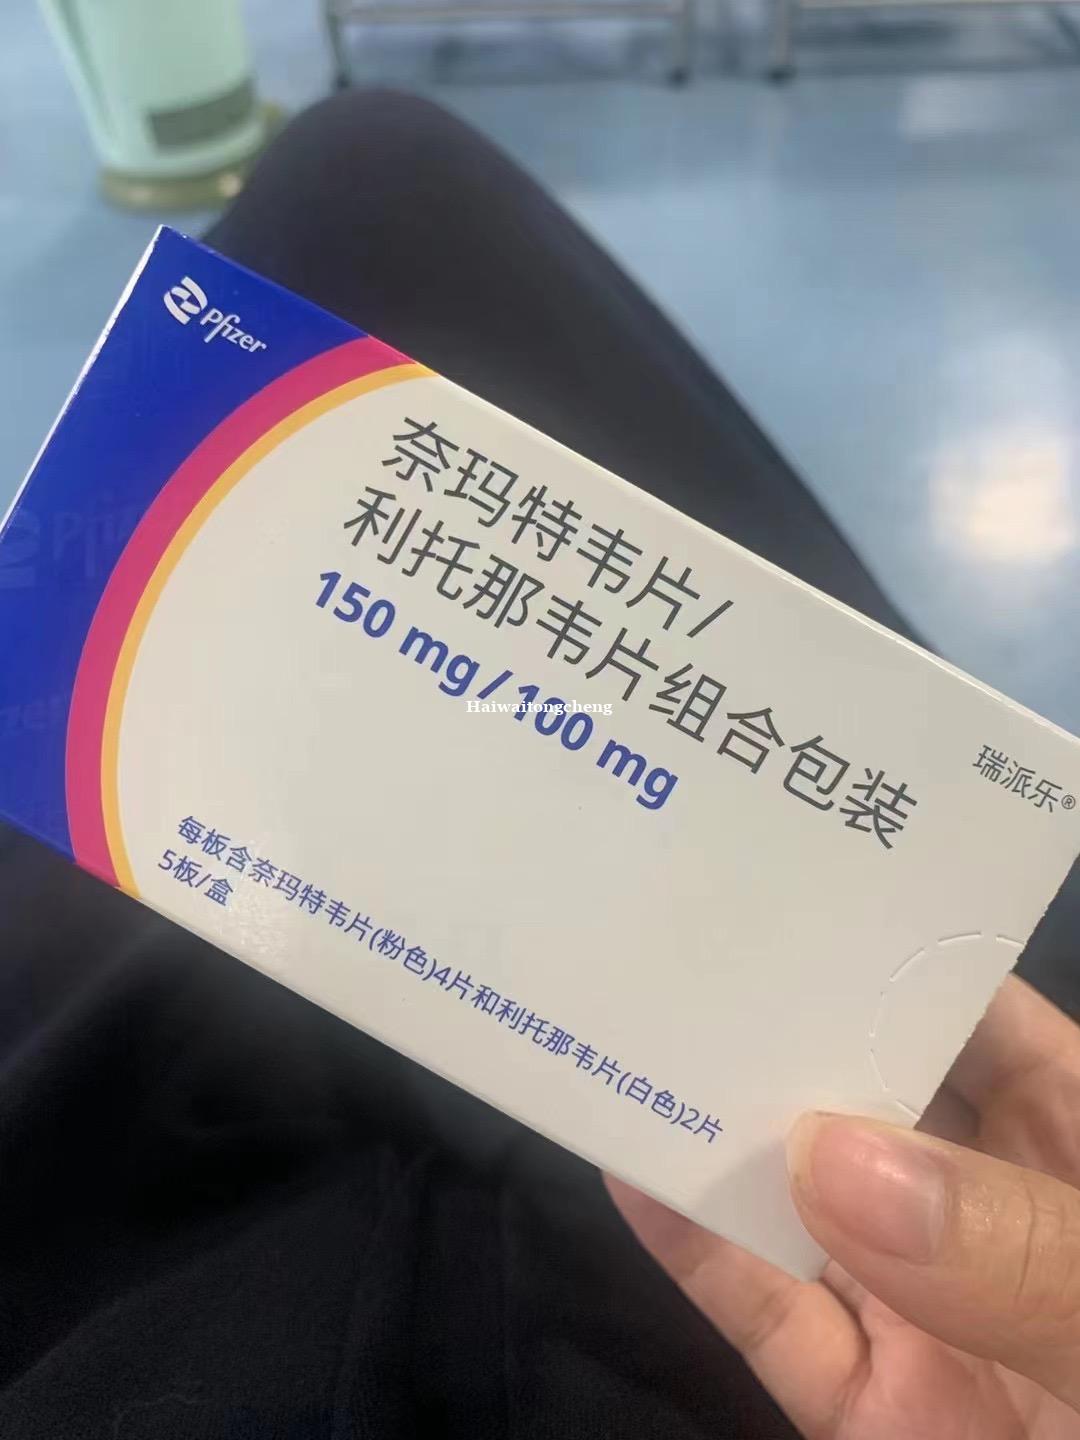 Pfizer
奈玛特韦片/
利托那韦片组合包装
150 mg/100 mg
Haiwaitongcheng
瑞派乐®
每板含奈玛特韦片(粉色)4片和利托那韦片(白色)2片
5板/盒